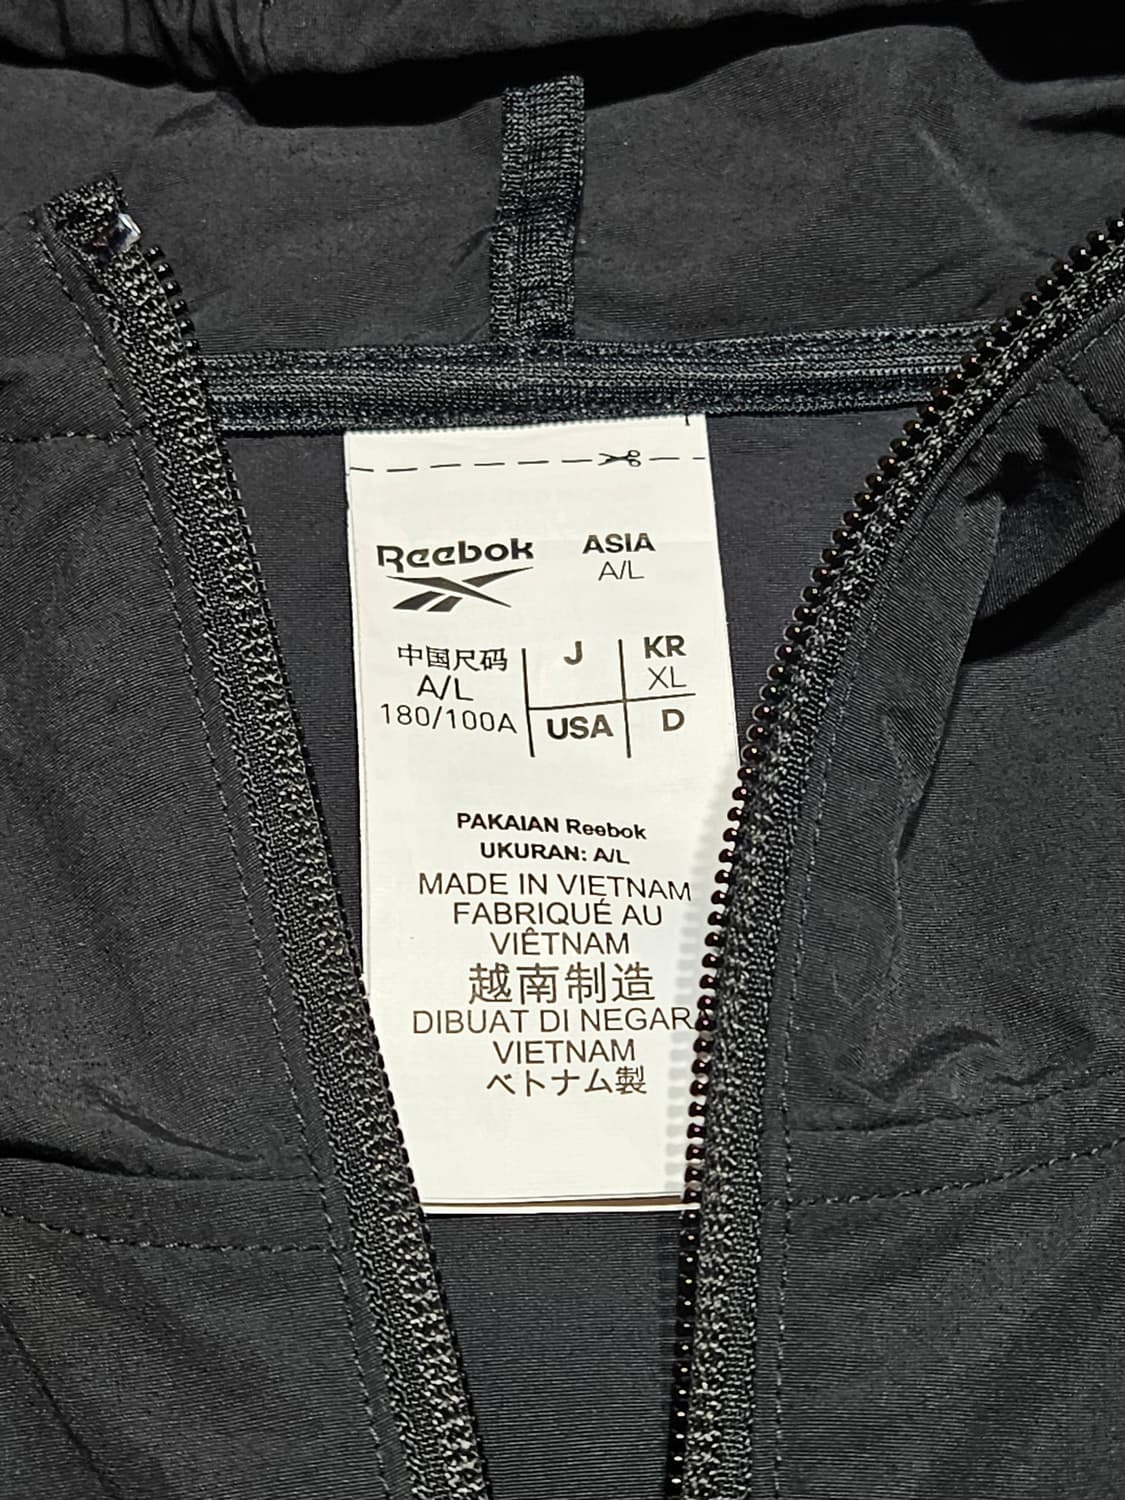 Reebok
ASIA
A/L
中国尺码
A/L
180/100A
J
KR
XL
USA
D
PAKAIAN Reebok
UKURAN: A/L
MADE IN VIETNAM
FABRIQUÉ AU
VIÊTNAM
越南制造
DIBUAT DI NEGAR
VIETNAM
ベトナム製